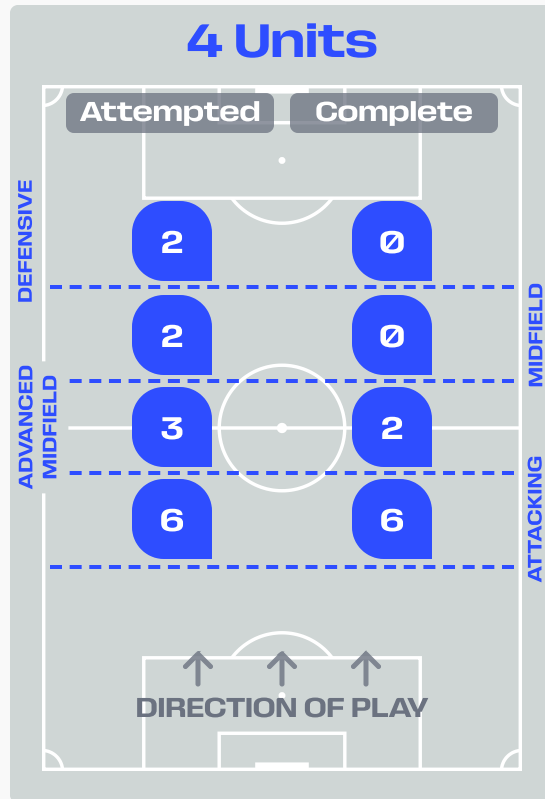 4 Units
Attempted Complete
DEFENSIVE
2 0
MIDFIELD
2 0
ADVANCED
MIDFIELD
3 2
ATTACKING
6 6
DIRECTION OF PLAY